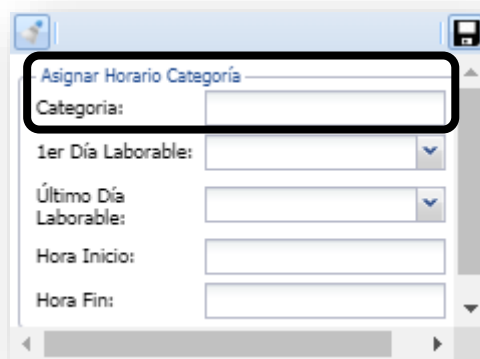 Asignar Horario Categoría
Categoria:
1er Día Laborable:
Último Día
Laborable:
Hora Inicio:
Hora Fin: